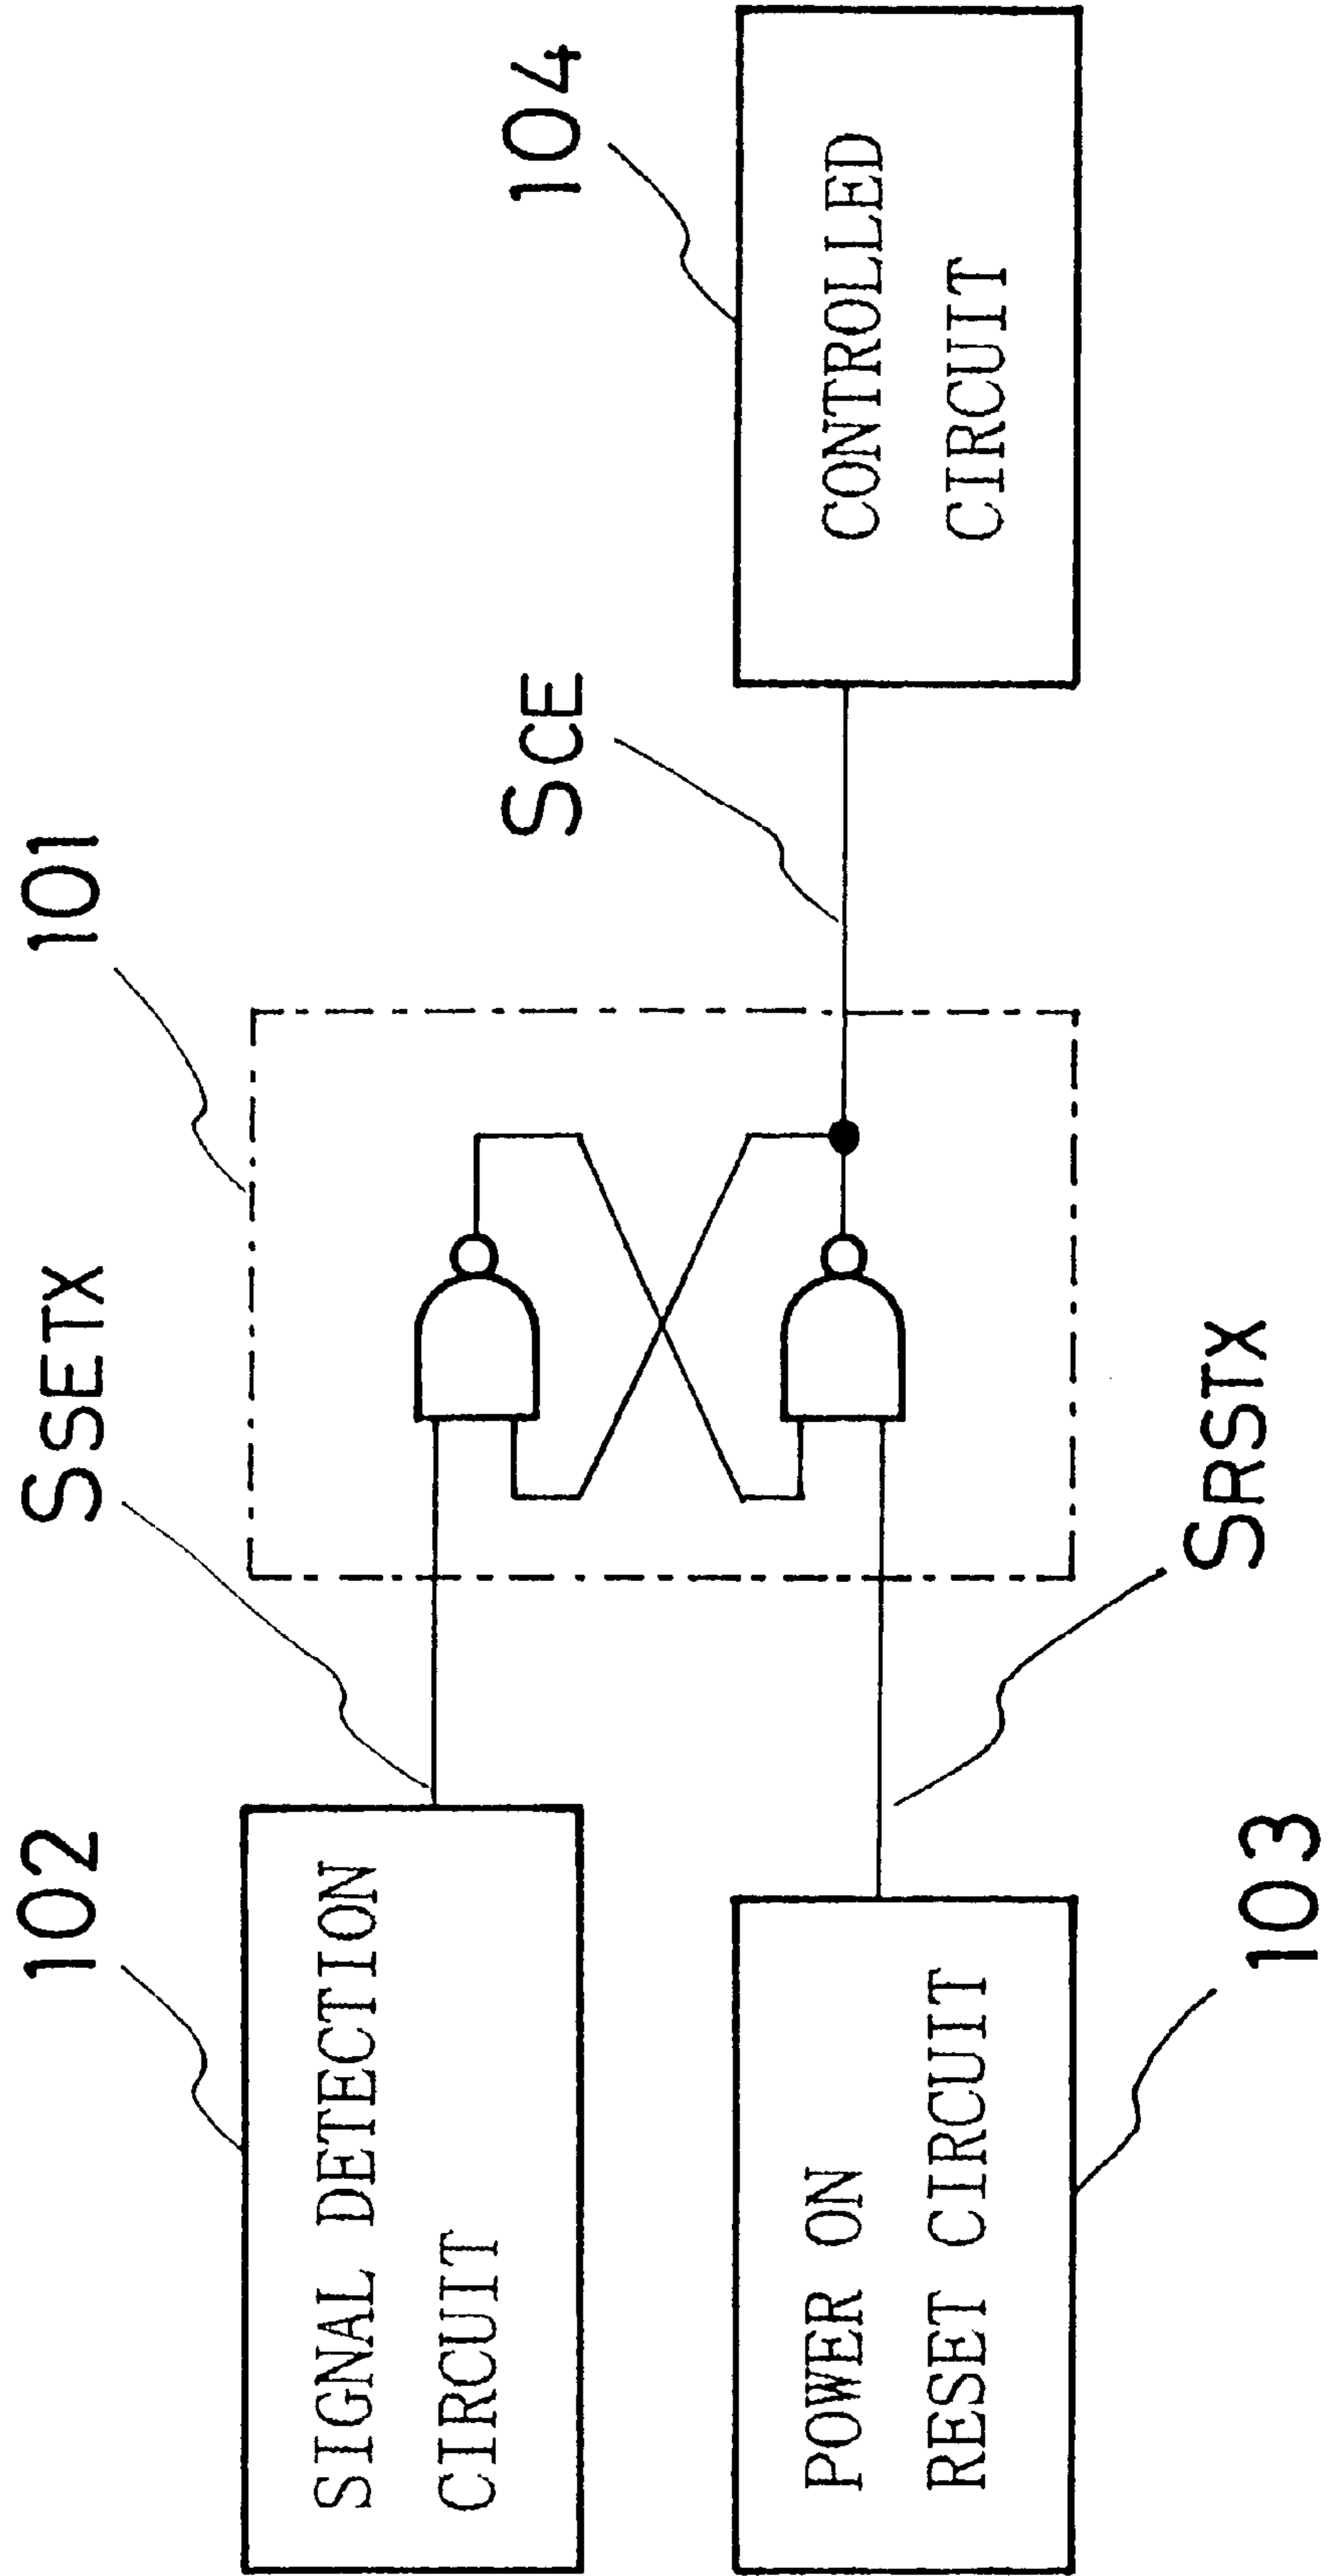 102
SSETX
101
SIGNAL DETECTION
CIRCUIT
SCE
104
POWER ON
RESET CIRCUIT
CONTROLLED
CIRCUIT
103
SRSTX